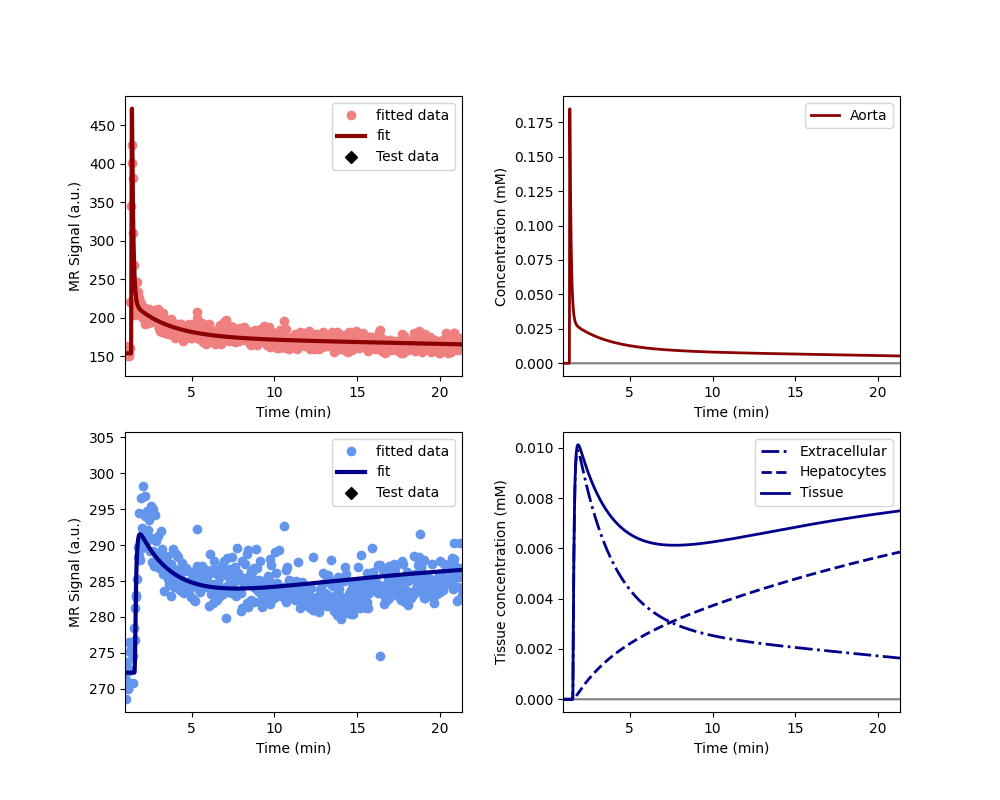 450
400
350
300
250
200
150
MR Signal (a.u.)
5 10 15 20
Time (min)
fitted data
fit
Test data
0.175
0.150
0.125
0.100
0.075
0.050
0.025
0.000
Concentration (mM)
5 10 15 20
Time (min)
Aorta
305
300
295
290
285
280
275
270
MR Signal (a.u.)
5 10 15 20
Time (min)
fitted data
fit
Test data
0.010
0.008
0.006
0.004
0.002
0.000
Tissue concentration (mM)
5 10 15 20
Time (min)
Extracellular
Hepatocytes
Tissue